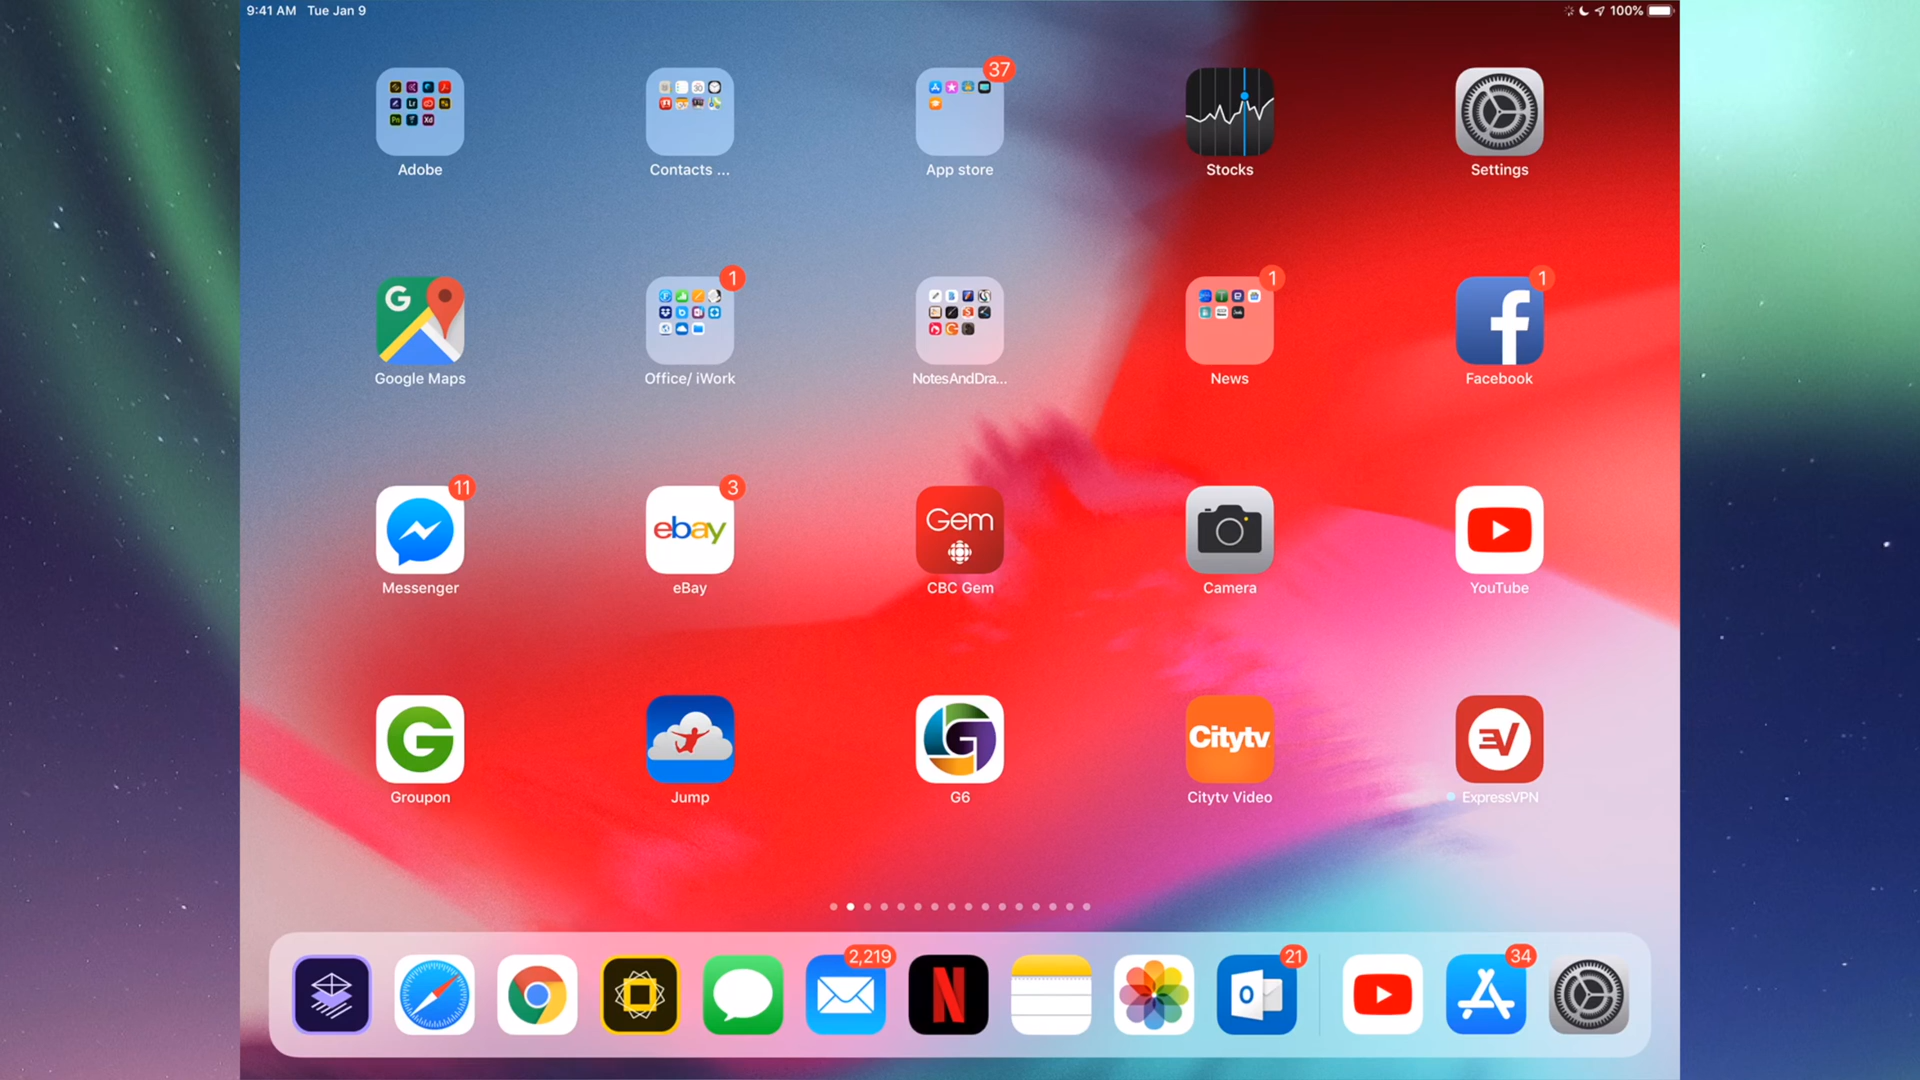 9:41 AM Tue Jan 9
100%
37
Adobe
Contacts ...
App store
Stocks
Settings
G
1
1
1
f
Google Maps
Office/ iWork
NotesAndDra...
News
Facebook
11
3
ebay
Gem
Messenger
eBay
CBC Gem
Camera
YouTube
G
G
Citytv
EV
Groupon
Jump
G6
Citytv Video
ExpressVPN
2,219
21
34
N
O